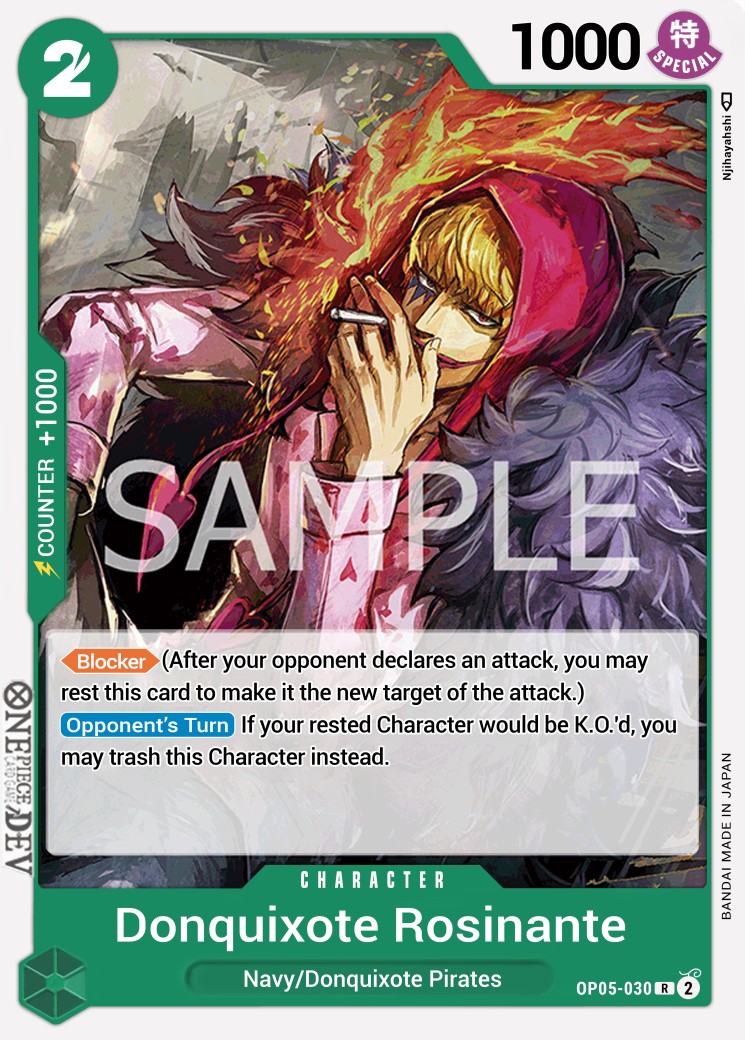 2
1000
特
SPECIAL
Njihayahshi
COUNTER +1000
SAMPLE
Blocker (After your opponent declares an attack, you may
rest this card to make it the new target of the attack.)
Opponent's Turn If your rested Character would be K.O.'d, you
may trash this Character instead.
ONE PIECE
CARD GAME
DEV
BANDAI MADE IN JAPAN
CHARACTER
Donquixote Rosinante
Navy/Donquixote Pirates
OP05-030 R 2